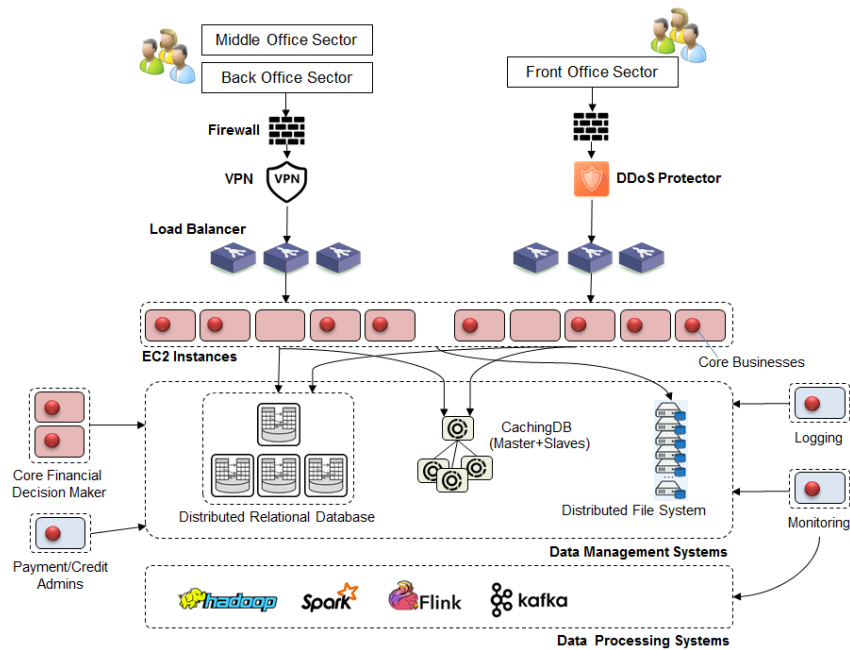 Middle Office Sector
Back Office Sector
Front Office Sector
Firewall
VPN
VPN
DDoS Protector
Load Balancer
EC2 Instances
Core Businesses
CachingDB
(Master+Slaves)
Logging
Core Financial
Decision Maker
Distributed Relational Database
Distributed File System
Monitoring
Data Management Systems
Payment/Credit
Admins
hadoop
Spark
Flink
kafka
Data Processing Systems